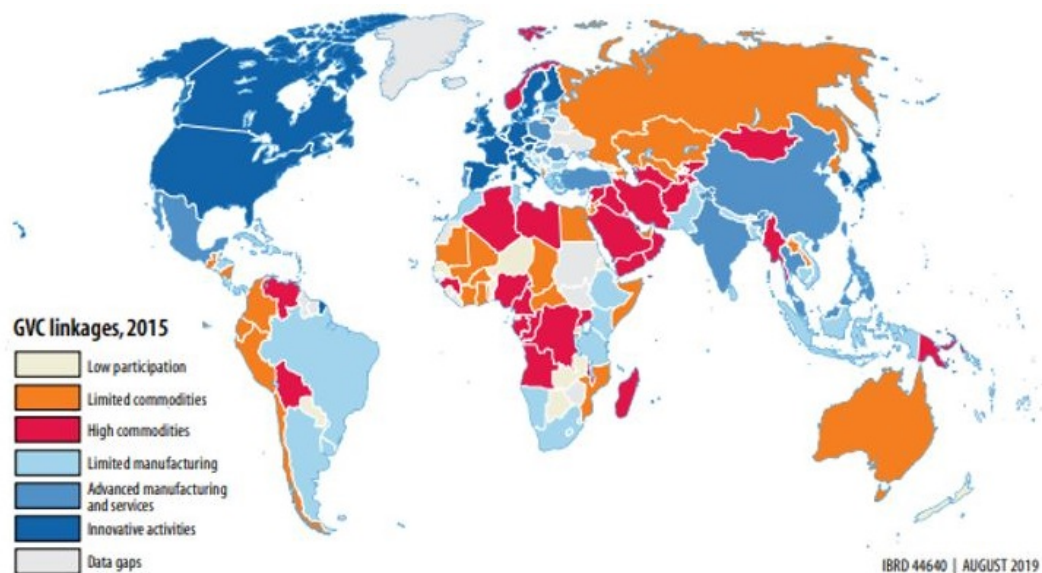 GVC linkages, 2015
Low participation
Limited commodities
High commodities
Limited manufacturing
Advanced manufacturing
and services
Innovative activities
Data gaps
IBRD 44640 | AUGUST 2019